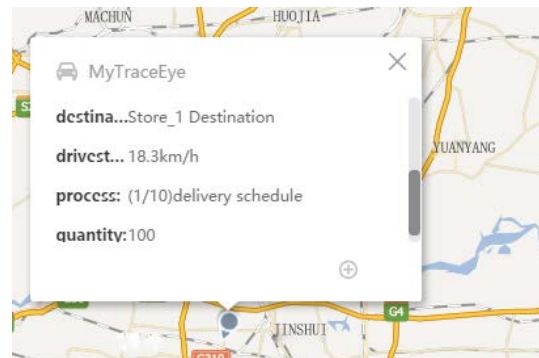 MACHUN
HUOJIA
MyTraceEye
destina...Store_1 Destination
drivest... 18.3km/h
YUANYANG
process: (1/10)delivery schedule
quantity:100
G4
JINSHUI
G310